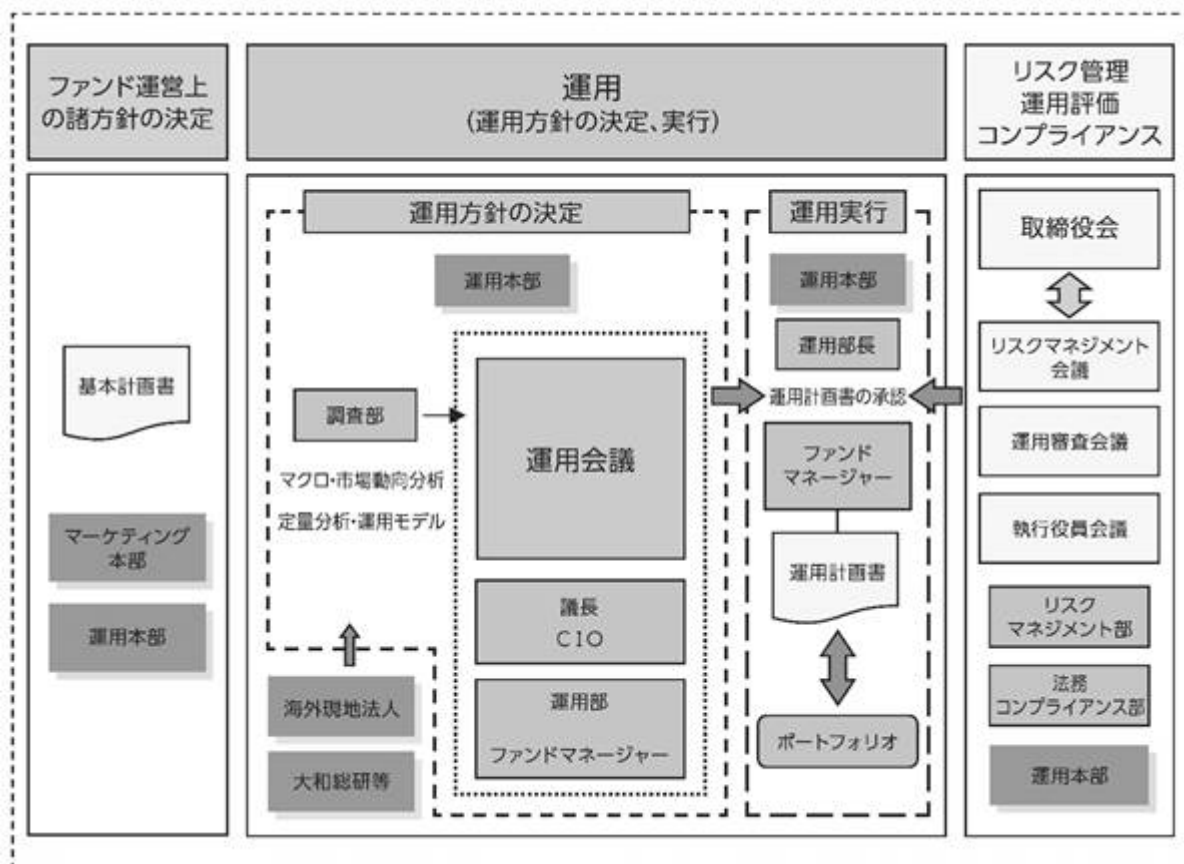 ファンド運営上
の諸方針の決定
運用
(運用方針の決定、実行)
リスク管理
運用評価
コンプライアンス
基本計画書
マーケティング
本部
運用本部
運用方針の決定
運用本部
調査部
マクロ・市場動向分析
定量分析・運用モデル
海外現地法人
大和総研等
運用会議
議長
CIO
運用部
ファンドマネージャー
運用実行
運用本部
運用部長
運用計画書の承認
ファンド
マネージャー
運用計画書
ポートフォリオ
取締役会
リスクマネジメント
会議
運用審査会議
執行役員会議
リスク
マネジメント部
法務
コンプライアンス部
運用本部